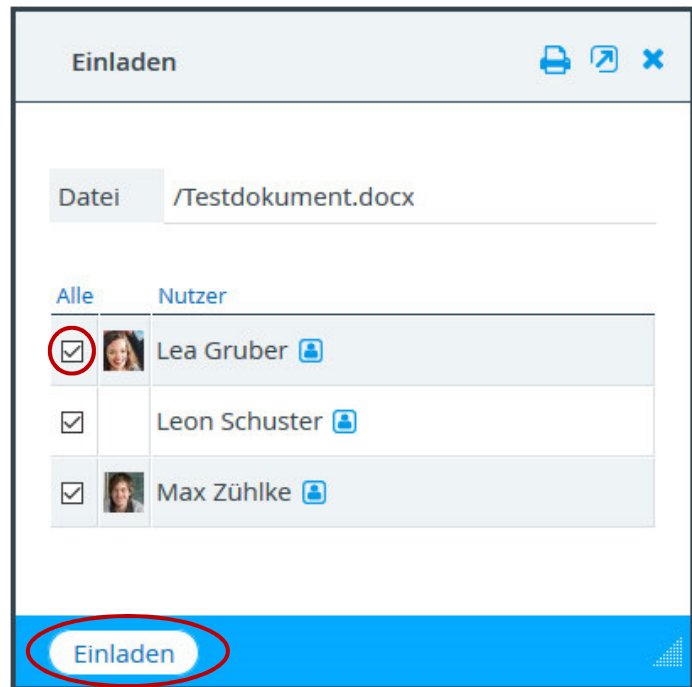 Einladen
Datei /Testdokument.docx
Alle Nutzer
Lea Gruber
Leon Schuster
Max Zühlke
Einladen